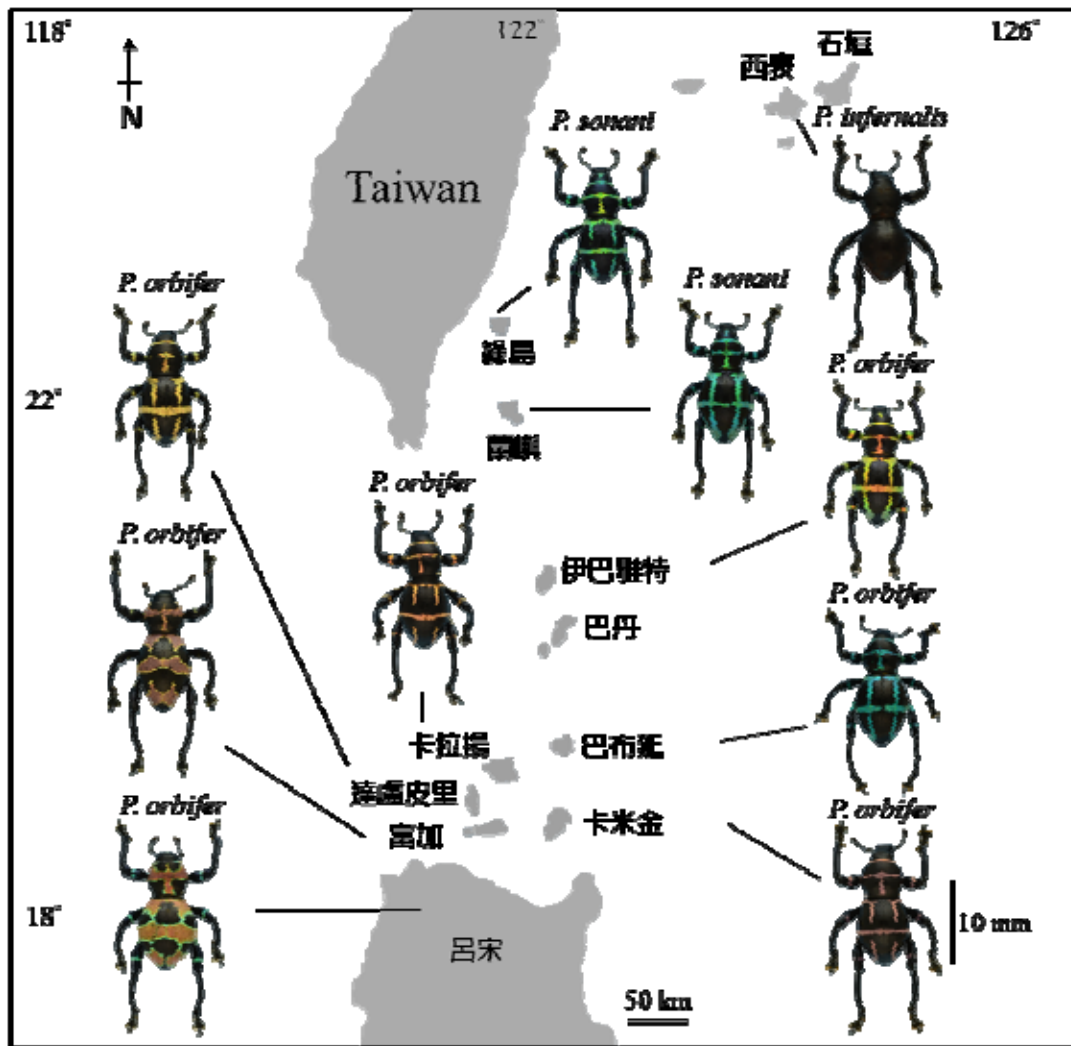 118°
122°
126°
N
石垣
西表
P. sonani
P. infernalis
Taiwan
P. orbifer
P. sonani
綠島
22°
P. orbifer
蘭嶼
P. orbifer
P. orbifer
伊巴雅特
P. orbifer
巴丹
卡拉揚
巴布煙
達盧皮里
P. orbifer
富加
卡米金
P. orbifer
18°
10 mm
呂宋
50 km